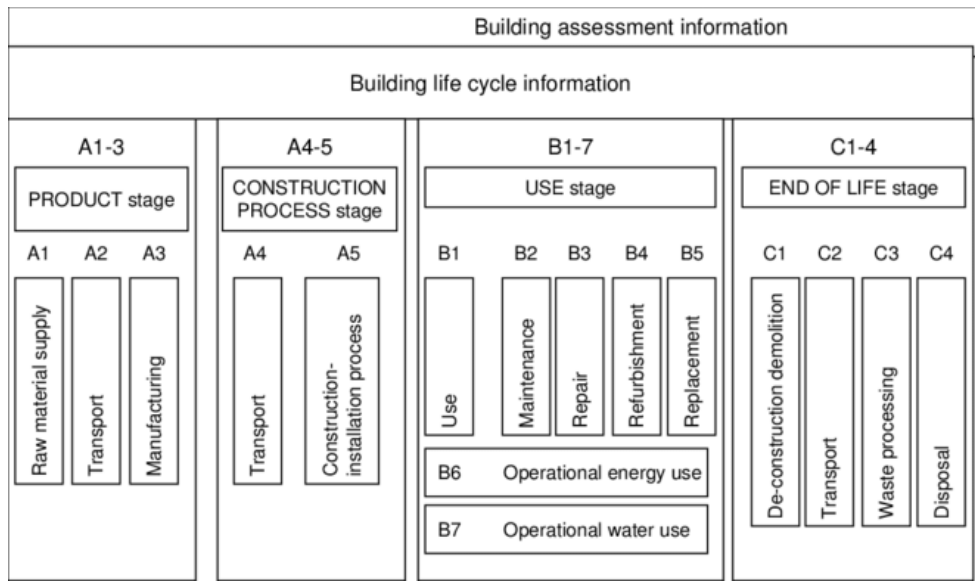 Building assessment information
Building life cycle information
A1-3
PRODUCT stage
A1 A2 A3
Raw material supply
Transport
Manufacturing
A4-5
CONSTRUCTION
PROCESS stage
A4 A5
Transport
Construction-
installation process
B1-7
USE stage
B1 B2 B3 B4 B5
Use
Maintenance
Repair
Refurbishment
Replacement
B6 Operational energy use
B7 Operational water use
C1-4
END OF LIFE stage
C1 C2 C3 C4
De-construction demolition
Transport
Waste processing
Disposal